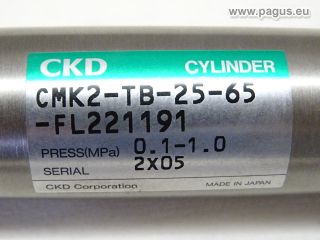 www.pagus.eu
CKD CYLINDER
CMK2-TB-25-65
-FL221191
PRESS(MPa) 0.1-1.0
SERIAL 2X05
CKD Corporation MADE IN JAPAN